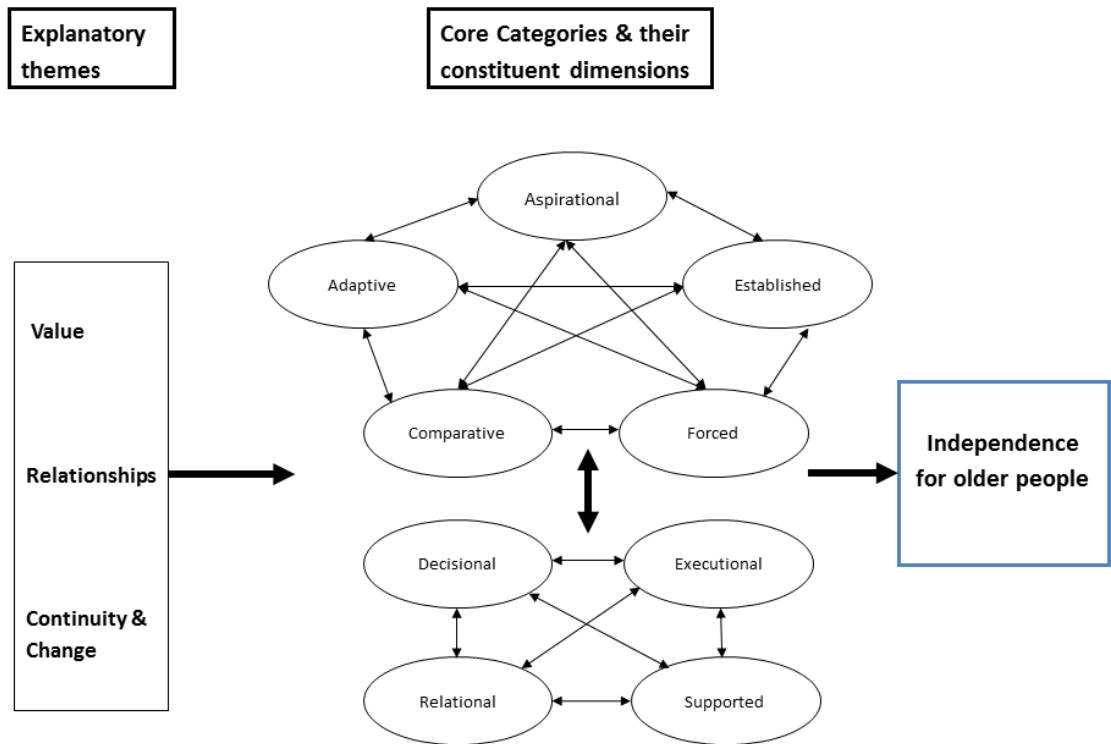 Explanatory
themes
Core Categories & their
constituent dimensions
Aspirational
Adaptive
Established
Value
Comparative
Forced
Independence
for older people
Relationships
Decisional
Executional
Continuity &
Change
Relational
Supported